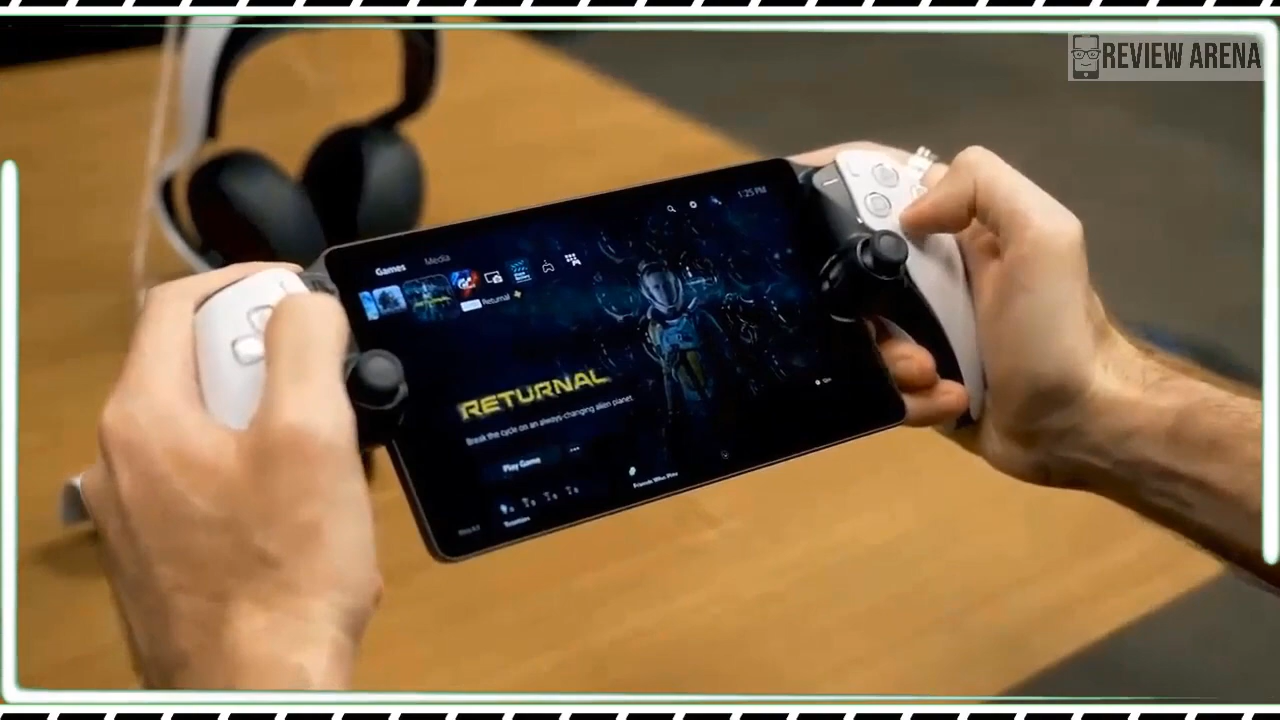 REVIEW ARENA
1:25 PM
Games
Media
GC
Returnal
RETURNAL
Break the cycle on an always-changing alien planet.
Play Game
...
Friends Who Play